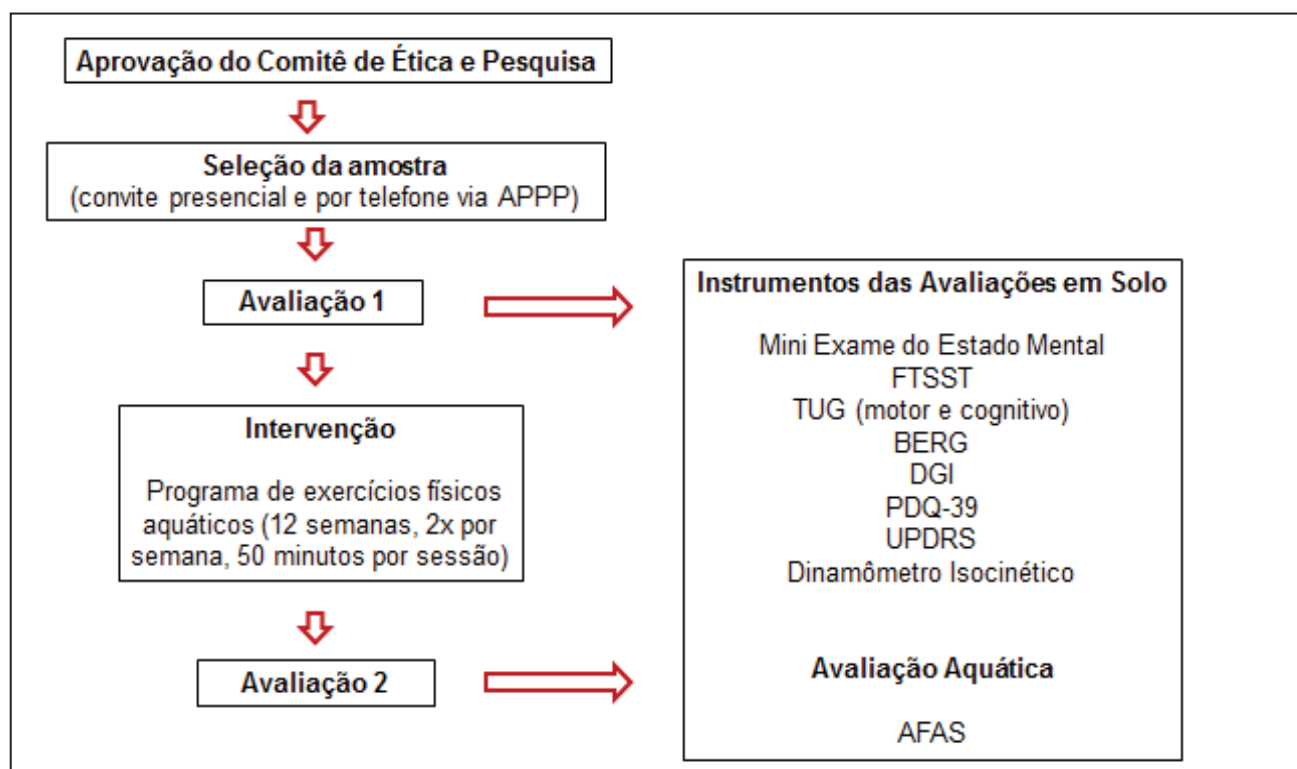 Aprovação do Comitê de Ética e Pesquisa
Seleção da amostra
(convite presencial e por telefone via APPP)
Avaliação 1
Intervenção
Programa de exercícios físicos
aquáticos (12 semanas, 2x por
semana, 50 minutos por sessão)
Avaliação 2
Instrumentos das Avaliações em Solo
Mini Exame do Estado Mental
FTSST
TUG (motor e cognitivo)
BERG
DGI
PDQ-39
UPDRS
Dinamômetro Isocinético
Avaliação Aquática
AFAS